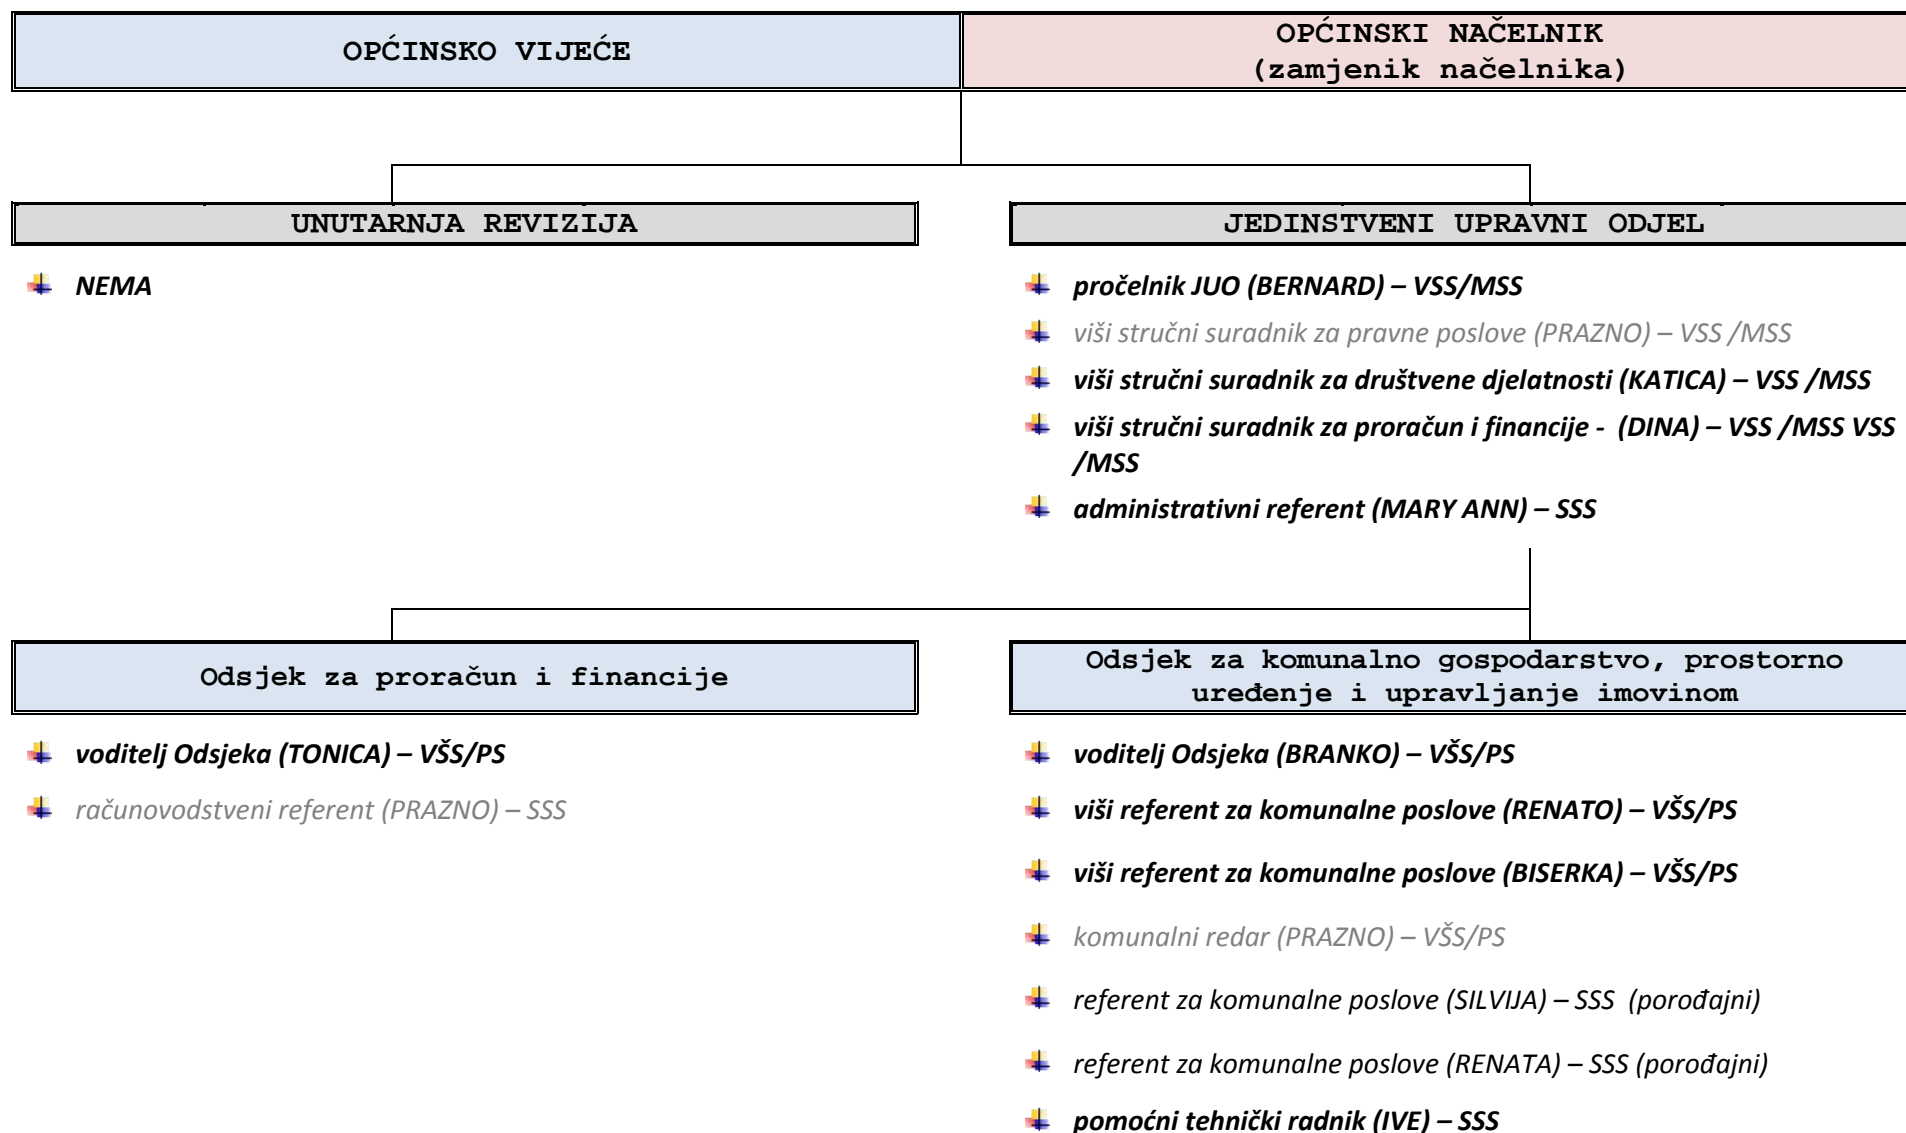 OPĆINSKO VIJEĆE
OPĆINSKI NAČELNIK
(zamjenik načelnika)
UNUTARNJA REVIZIJA
NEMA
JEDINSTVENI UPRAVNI ODJEL
pročelnik JUO (BERNARD) – VSS/MSS
viši stručni suradnik za pravne poslove (PRAZNO) – VSS /MSS
viši stručni suradnik za društvene djelatnosti (KATICA) – VSS /MSS
viši stručni suradnik za proračun i financije - (DINA) – VSS /MSS VSS
/MSS
administrativni referent (MARY ANN) – SSS
Odsjek za proračun i financije
voditelj Odsjeka (TONICA) – VŠS/PS
računovodstveni referent (PRAZNO) – SSS
Odsjek za komunalno gospodarstvo, prostorno
uređenje i upravljanje imovinom
voditelj Odsjeka (BRANKO) – VŠS/PS
viši referent za komunalne poslove (RENATO) – VŠS/PS
viši referent za komunalne poslove (BISERKA) – VŠS/PS
komunalni redar (PRAZNO) – VŠS/PS
referent za komunalne poslove (SILVIJA) – SSS (porođajni)
referent za komunalne poslove (RENATA) – SSS (porođajni)
pomoćni tehnički radnik (IVE) – SSS